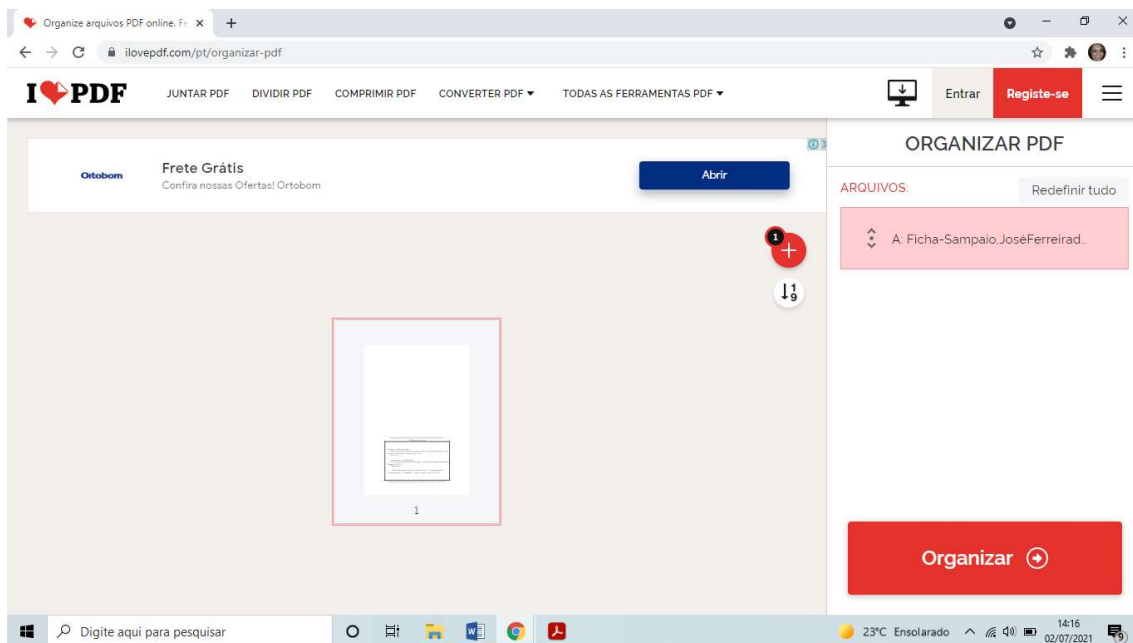 Organize arquivos PDF online. Fe
ilovepdf.com/pt/organizar-pdf
I PDF
JUNTAR PDF DIVIDIR PDF COMPRIMIR PDF CONVERTER PDF TODAS AS FERRAMENTAS PDF
Entrar
Registe-se
Ortobom
Frete Grátis
Confira nossas Ofertas! Ortobom
Abrir
1
1
9
1
ORGANIZAR PDF
ARQUIVOS:
Redefinir tudo
A: Ficha-Sampaio,JoséFerreirad..
Organizar
Digite aqui para pesquisar
23°C Ensolarado
14:16
02/07/2021